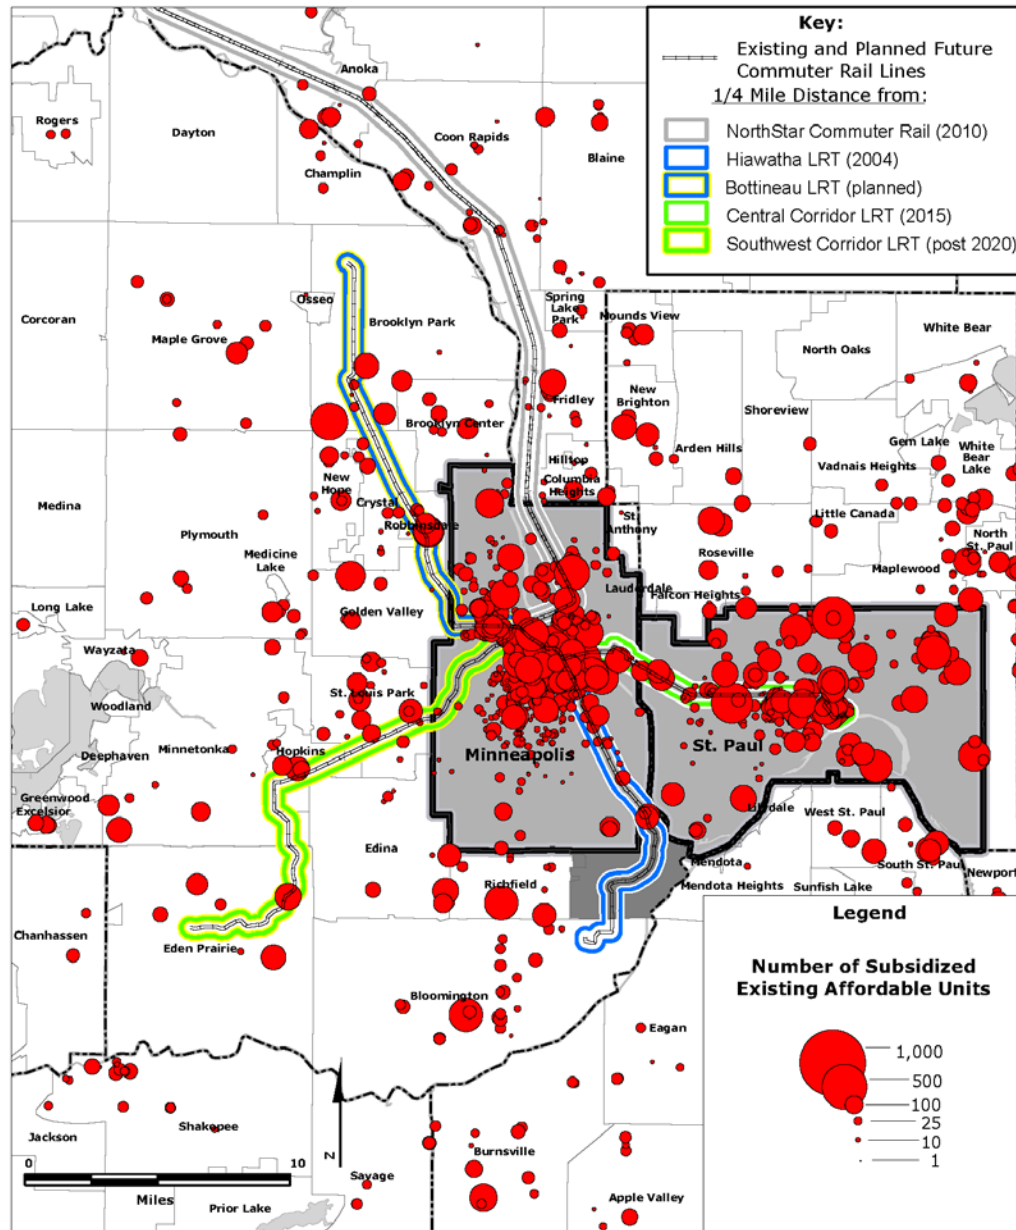 Key:
Existing and Planned Future
Commuter Rail Lines
1/4 Mile Distance from:
NorthStar Commuter Rail (2010)
Hiawatha LRT (2004)
Bottineau LRT (planned)
Central Corridor LRT (2015)
Southwest Corridor LRT (post 2020)
Anoka
Rogers
Dayton
Coon Rapids
Blaine
Champlin
Osseo
Spring
Lake
Park
Mounds View
Corcoran
Brooklyn Park
White Bear
Maple Grove
North Oaks
New
Brighton
Fridley
Shoreview
Brooklyn Center
Arden Hills
Gem Lake
White
Bear
Lake
Hilltop
Columbia
Heights
Vadnais Heights
New
Hope
Crystal
Medina
St.
Anthony
Little Canada
Robbinsdale
Plymouth
North
St. Paul
Medicine
Lake
Roseville
Maplewood
Lauderdale
Falcon Heights
Long Lake
Golden Valley
Wayzata
St. Louis Park
Woodland
Deephaven
Minnetonka
Hopkins
Minneapolis
St. Paul
Greenwood
Excelsior
Lilydale
West St. Paul
Edina
Mendota
South St. Paul
Richfield
Mendota Heights
Sunfish Lake
Newpor
Chanhassen
Eden Prairie
Bloomington
Eagan
Shakopee
Jackson
Burnsville
Savage
Apple Valley
Prior Lake
0
10
Miles
N
Legend
Number of Subsidized
Existing Affordable Units
1,000
500
100
25
10
1